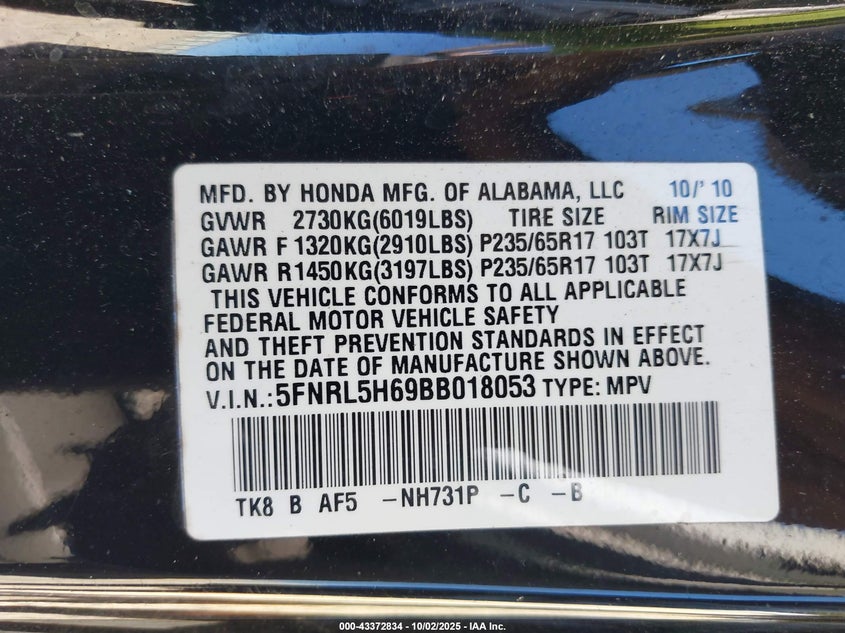 MFD. BY HONDA MFG. OF ALABAMA, LLC 10/'10
GVWR 2730KG(6019LBS) TIRE SIZE RIM SIZE
GAWR F 1320KG(2910LBS) P235/65R17 103T 17X7J
GAWR R1450KG(3197LBS) P235/65R17 103T 17X7J
THIS VEHICLE CONFORMS TO ALL APPLICABLE
FEDERAL MOTOR VEHICLE SAFETY
AND THEFT PREVENTION STANDARDS IN EFFECT
ON THE DATE OF MANUFACTURE SHOWN ABOVE.
V.I.N.:5FNRL5H69BB018053 TYPE: MPV
TK8 B AF5 -NH731P -C -B
000-43372834 - 10/02/2025 - IAA Inc.